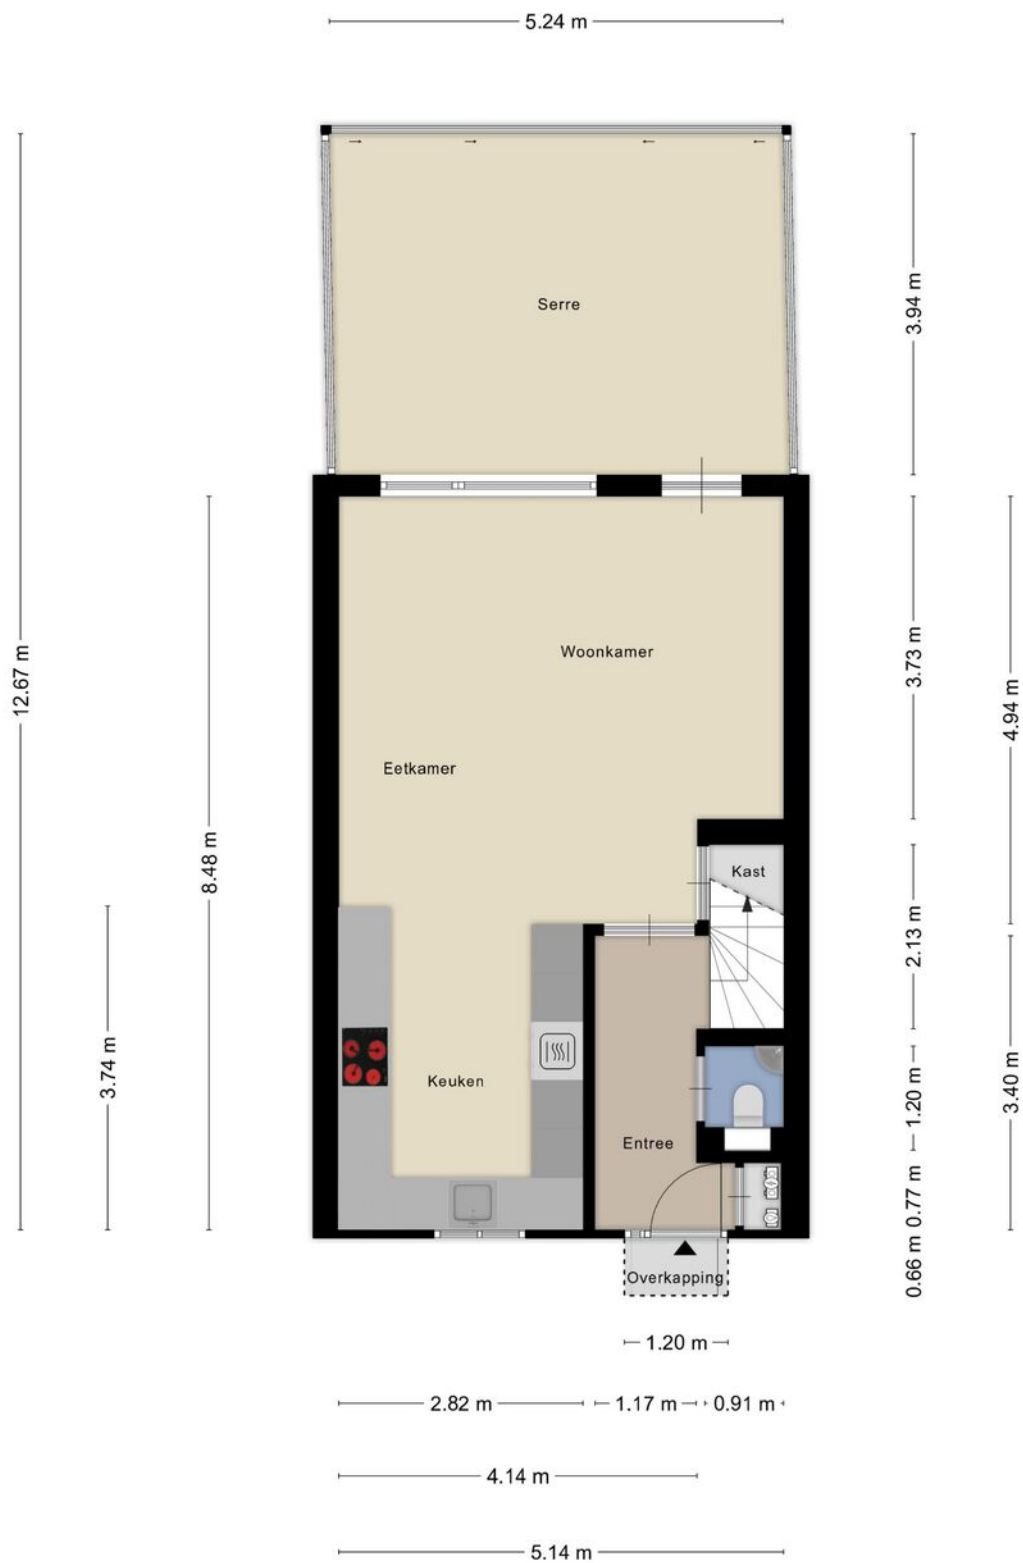 5.24 m
Serre
3.94 m
Woonkamer
3.73 m
12.67 m
4.94 m
Eetkamer
8.48 m
Kast
2.13 m
3.74 m
Keuken
1.20 m
3.40 m
Entree
0.77 m
0.66 m
Overkapping
1.20 m
2.82 m
1.17 m
0.91 m
4.14 m
5.14 m